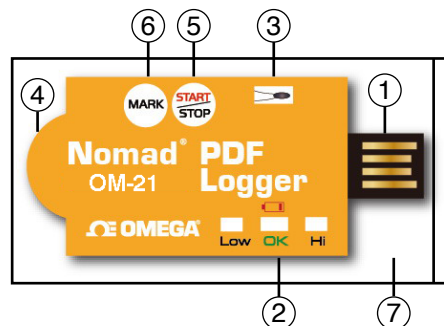 6 5 3
4 1
MARK START
STOP
Nomad® PDF
OM-21 Logger
ΩE OMEGA®
Low OK Hi
2 7